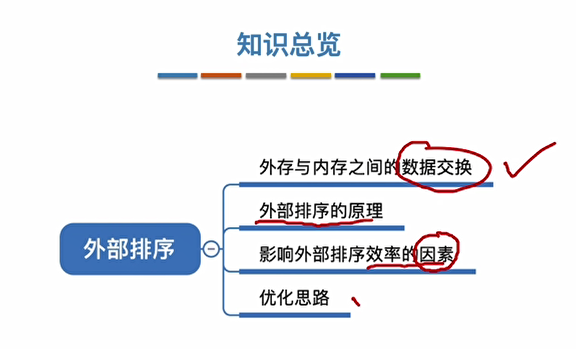 知识总览
外存与内存之间的数据交换
外部排序的原理
外部排序
影响外部排序效率的因素
优化思路